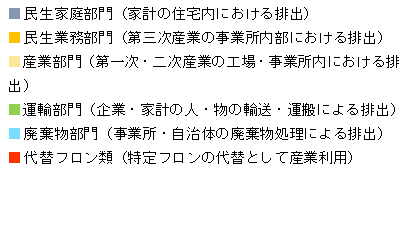 民生家庭部門（家計の住宅内における排出）
民生業務部門（第三次産業の事業所内部における排出）
産業部門（第一次・二次産業の工場・事業所内における排
出）
運輸部門（企業・家計の人・物の輸送・運搬による排出）
廃棄物部門（事業所・自治体の廃棄物処理による排出）
代替フロン類（特定フロンの代替として産業利用）